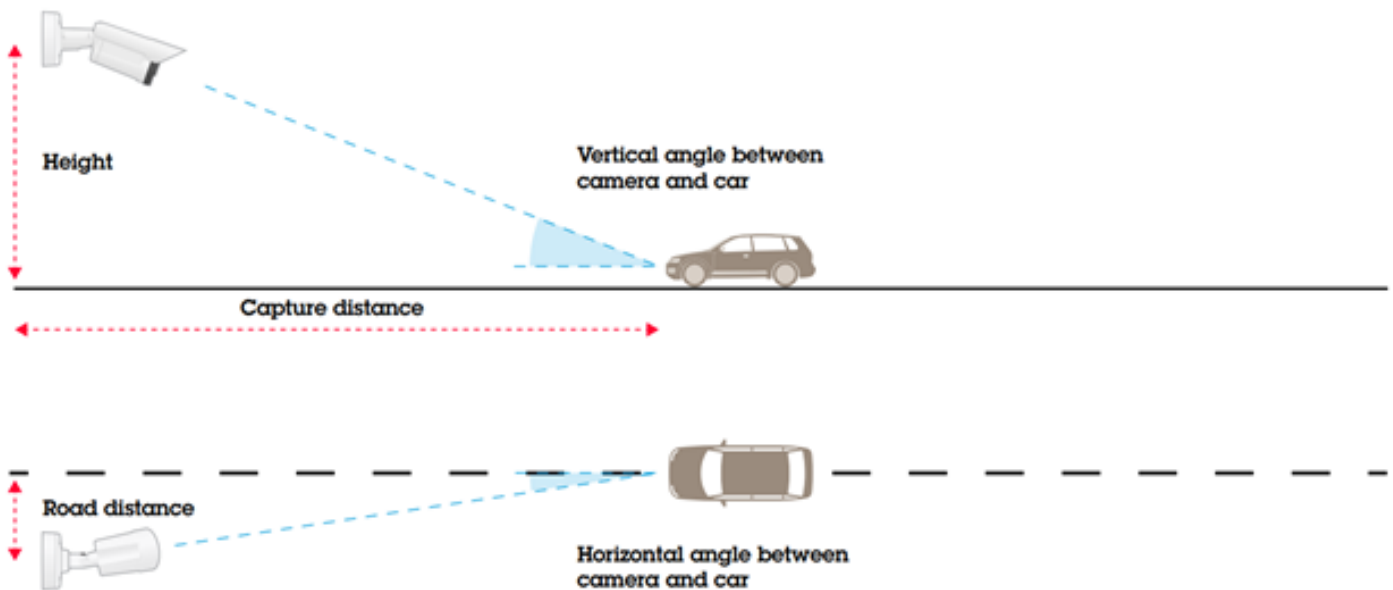 Height
Vertical angle between
camera and car
Capture distance
Road distance
Horizontal angle between
camera and car